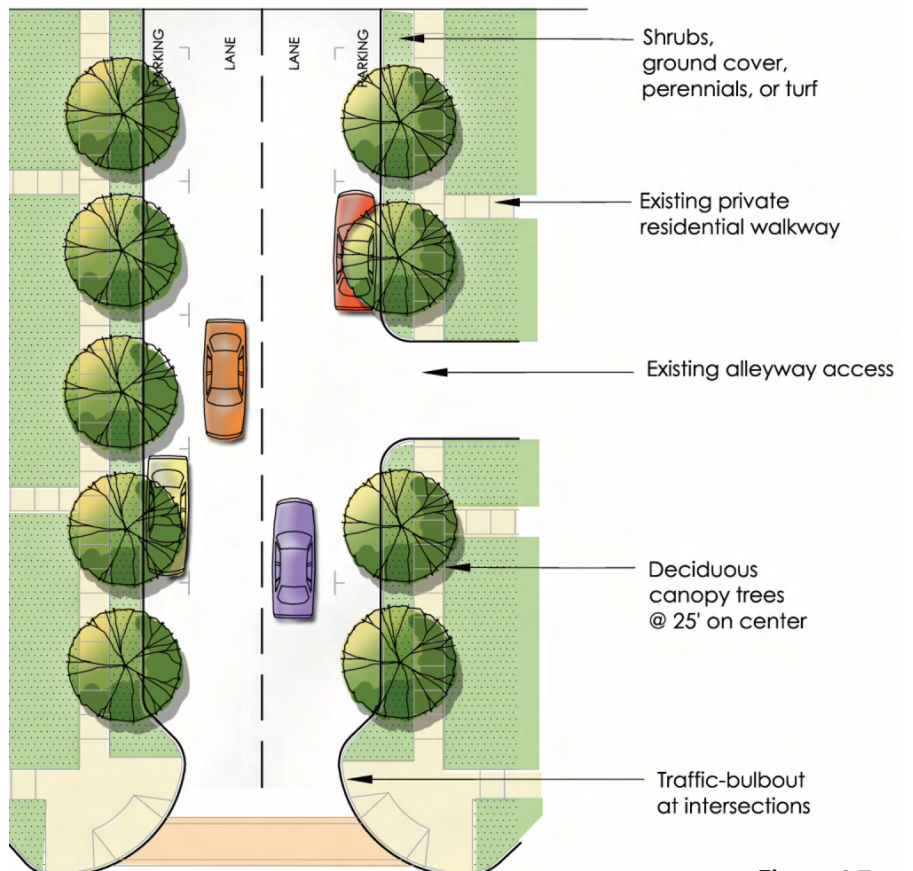 PARKING
LANE
LANE
PARKING
Shrubs,
ground cover,
perennials, or turf
Existing private
residential walkway
Existing alleyway access
Deciduous
canopy trees
@ 25' on center
Traffic-bulbout
at intersections